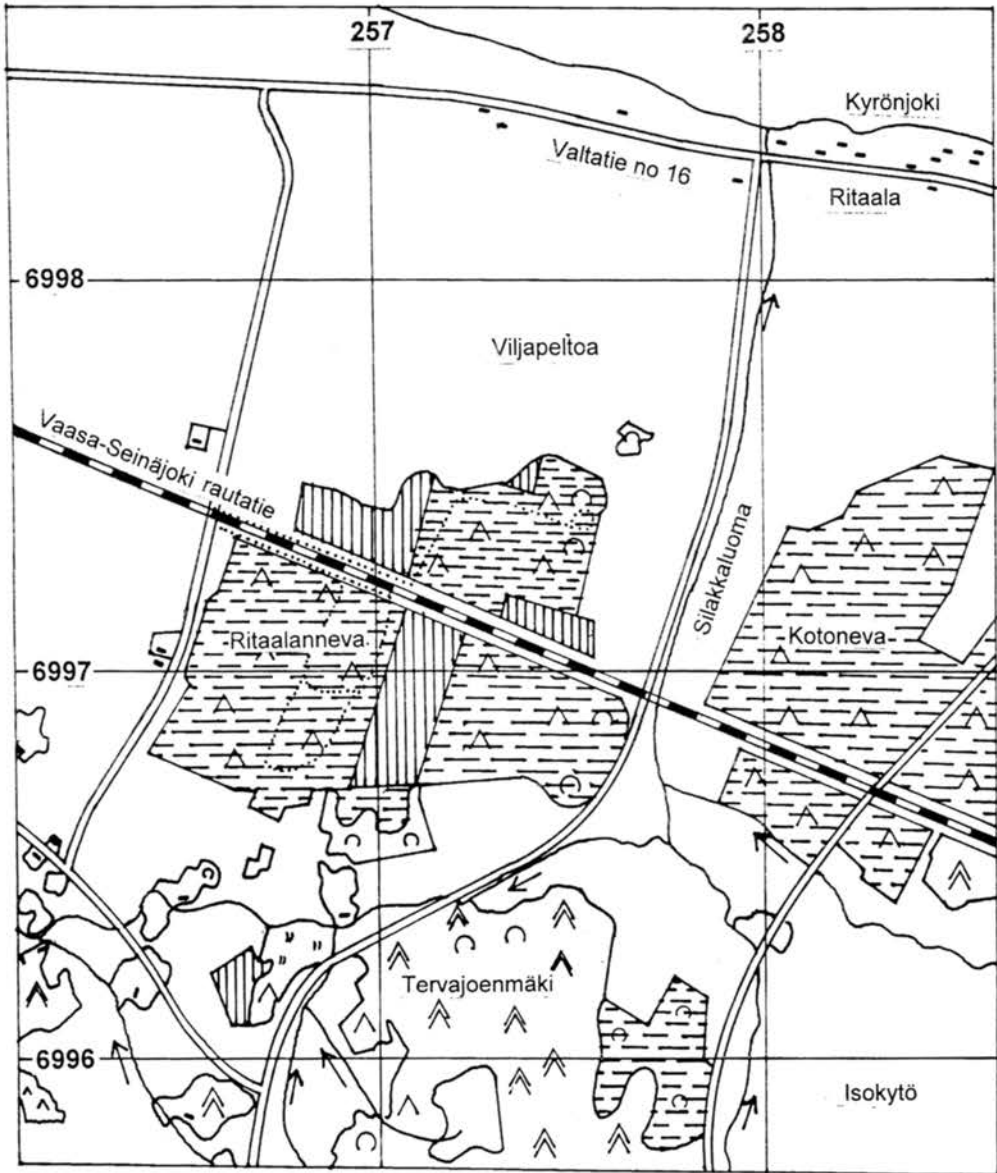 257
258
Kyrönjoki
Valtatie no 16
Ritaala
6998
Viljapeltoa
Vaasa-Seinäjoki rautatie
Silakkaluoma
Ritaalanneva
Kotoneva
6997
Tervajoenmäki
6996
Isokytö